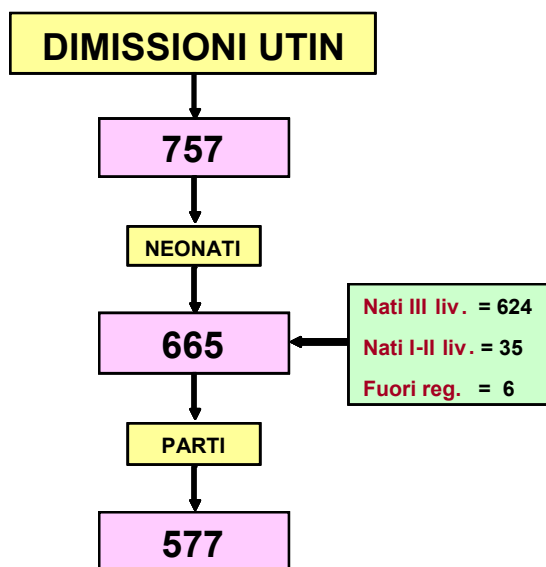 DIMISSIONI UTIN
757
NEONATI
665
Nati III liv. = 624
Nati I-II liv. = 35
Fuori reg. = 6
PARTI
577